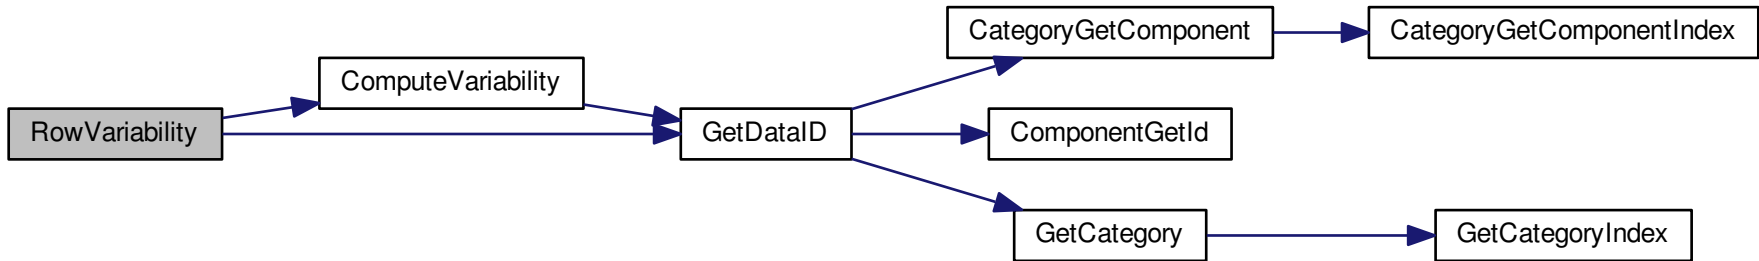 RowVariability
ComputeVariability
GetDataID
CategoryGetComponent
CategoryGetComponentIndex
ComponentGetId
GetCategory
GetCategoryIndex